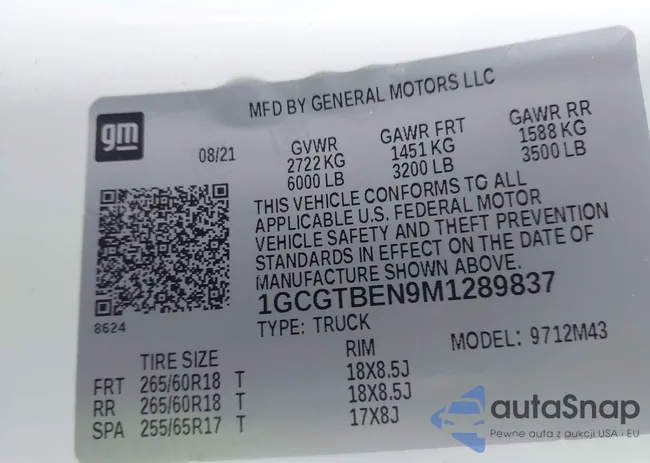 MFD BY GENERAL MOTORS LLC
gm
08/21
GVWR GAWR FRT GAWR RR
2722 KG 1451 KG 1588 KG
6000 LB 3200 LB 3500 LB
THIS VEHICLE CONFORMS TO ALL
APPLICABLE U.S. FEDERAL MOTOR
VEHICLE SAFETY AND THEFT PREVENTION
STANDARDS IN EFFECT ON THE DATE OF
MANUFACTURE SHOWN ABOVE.
8624
1GCGTBEN9M1289837
TYPE: TRUCK MODEL: 9712M43
TIRE SIZE RIM
FRT 265/60R18 T 18X8.5J
RR 265/60R18 T 18X8.5J
SPA 255/65R17 T 17X8J
autaSnap
Pewne auta z aukcji USA i EU